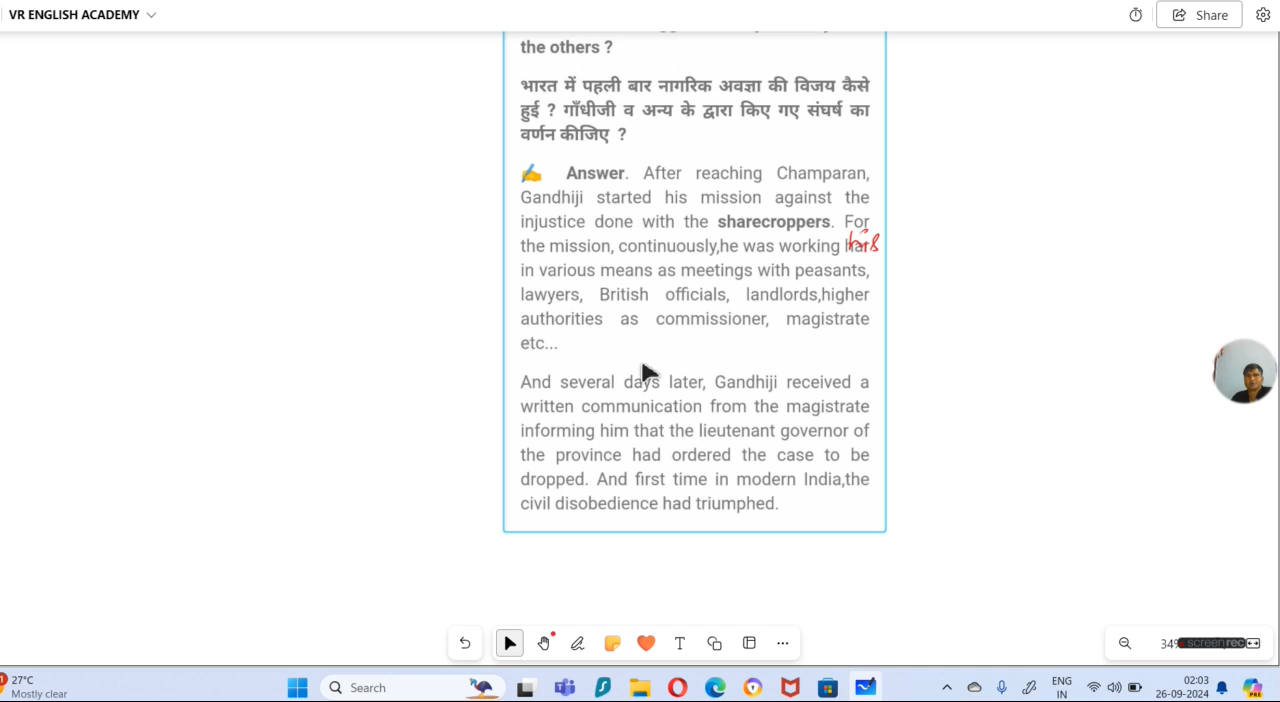 VR ENGLISH ACADEMY
Share
the others ?
भारत में पहली बार नागरिक अवज्ञा की विजय कैसे
हुई ? गाँधीजी व अन्य के द्वारा किए गए संघर्ष का
वर्णन कीजिए ?
Answer. After reaching Champaran,
Gandhiji started his mission against the
injustice done with the sharecroppers. For
the mission, continuously,he was working
in various means as meetings with peasants,
lawyers, British officials, landlords,higher
authorities as commissioner, magistrate
etc...
And several days later, Gandhiji received a
written communication from the magistrate
informing him that the lieutenant governor of
the province had ordered the case to be
dropped. And first time in modern India,the
civil disobedience had triumphed.
T
34%
screenrec
1
27°C
Mostly clear
Search
ENG
IN
02:03
26-09-2024
PRE